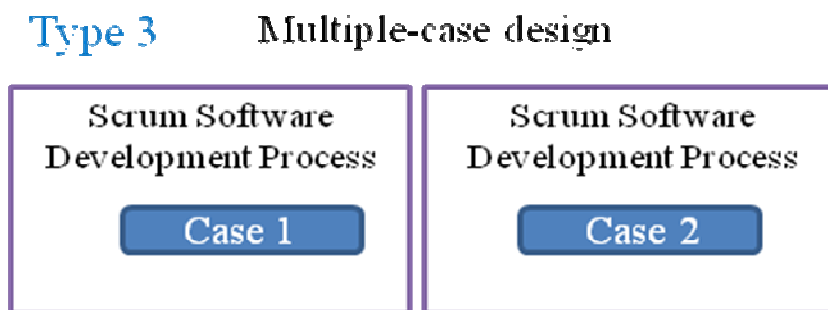 Type 3 Multiple-case design
Scrum Software
Development Process
Case 1
Scrum Software
Development Process
Case 2